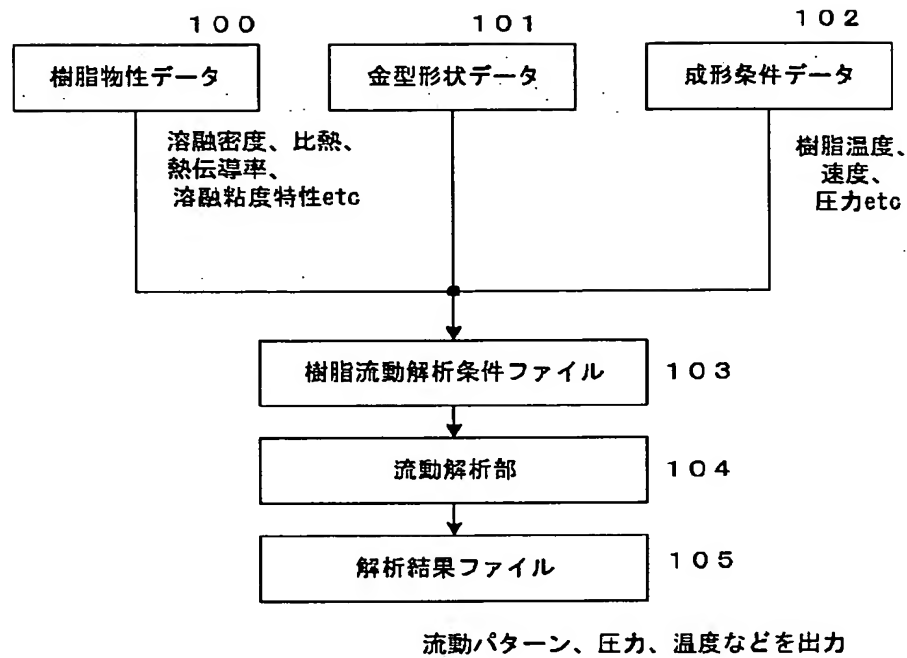 100
101
102
樹脂物性データ
金型形状データ
成形条件データ
溶融密度、比熱、
熱伝導率、
溶融粘度特性etc
樹脂温度、
速度、
圧力etc
樹脂流動解析条件ファイル
103
流動解析部
104
解析結果ファイル
105
流動パターン、圧力、温度などを出力